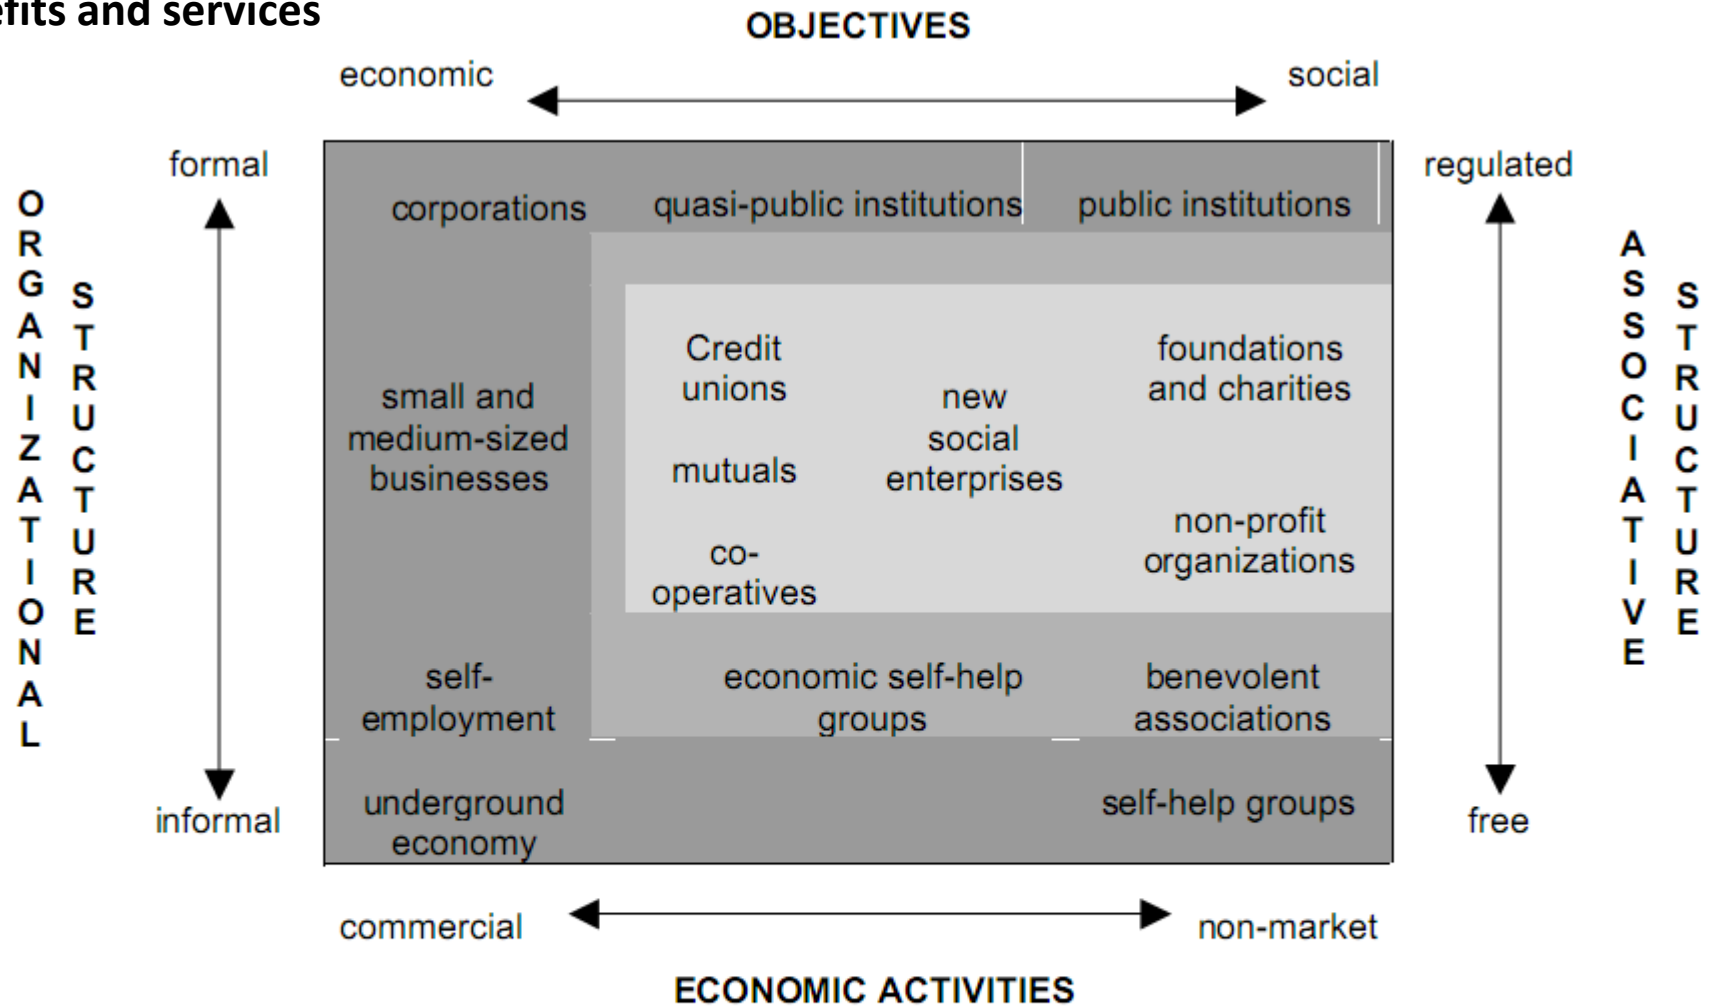 efits and services
OBJECTIVES
economic
social
formal
regulated
corporations
quasi-public institutions
public institutions
ORGANIZATIONAL
STRUCTURE
ASSOCIATIVE
STRUCTURE
Credit
unions
foundations
and charities
small and
medium-sized
businesses
new
social
enterprises
mutuals
non-profit
organizations
co-
operatives
self-
employment
economic self-help
groups
benevolent
associations
underground
economy
self-help groups
informal
free
commercial
non-market
ECONOMIC ACTIVITIES